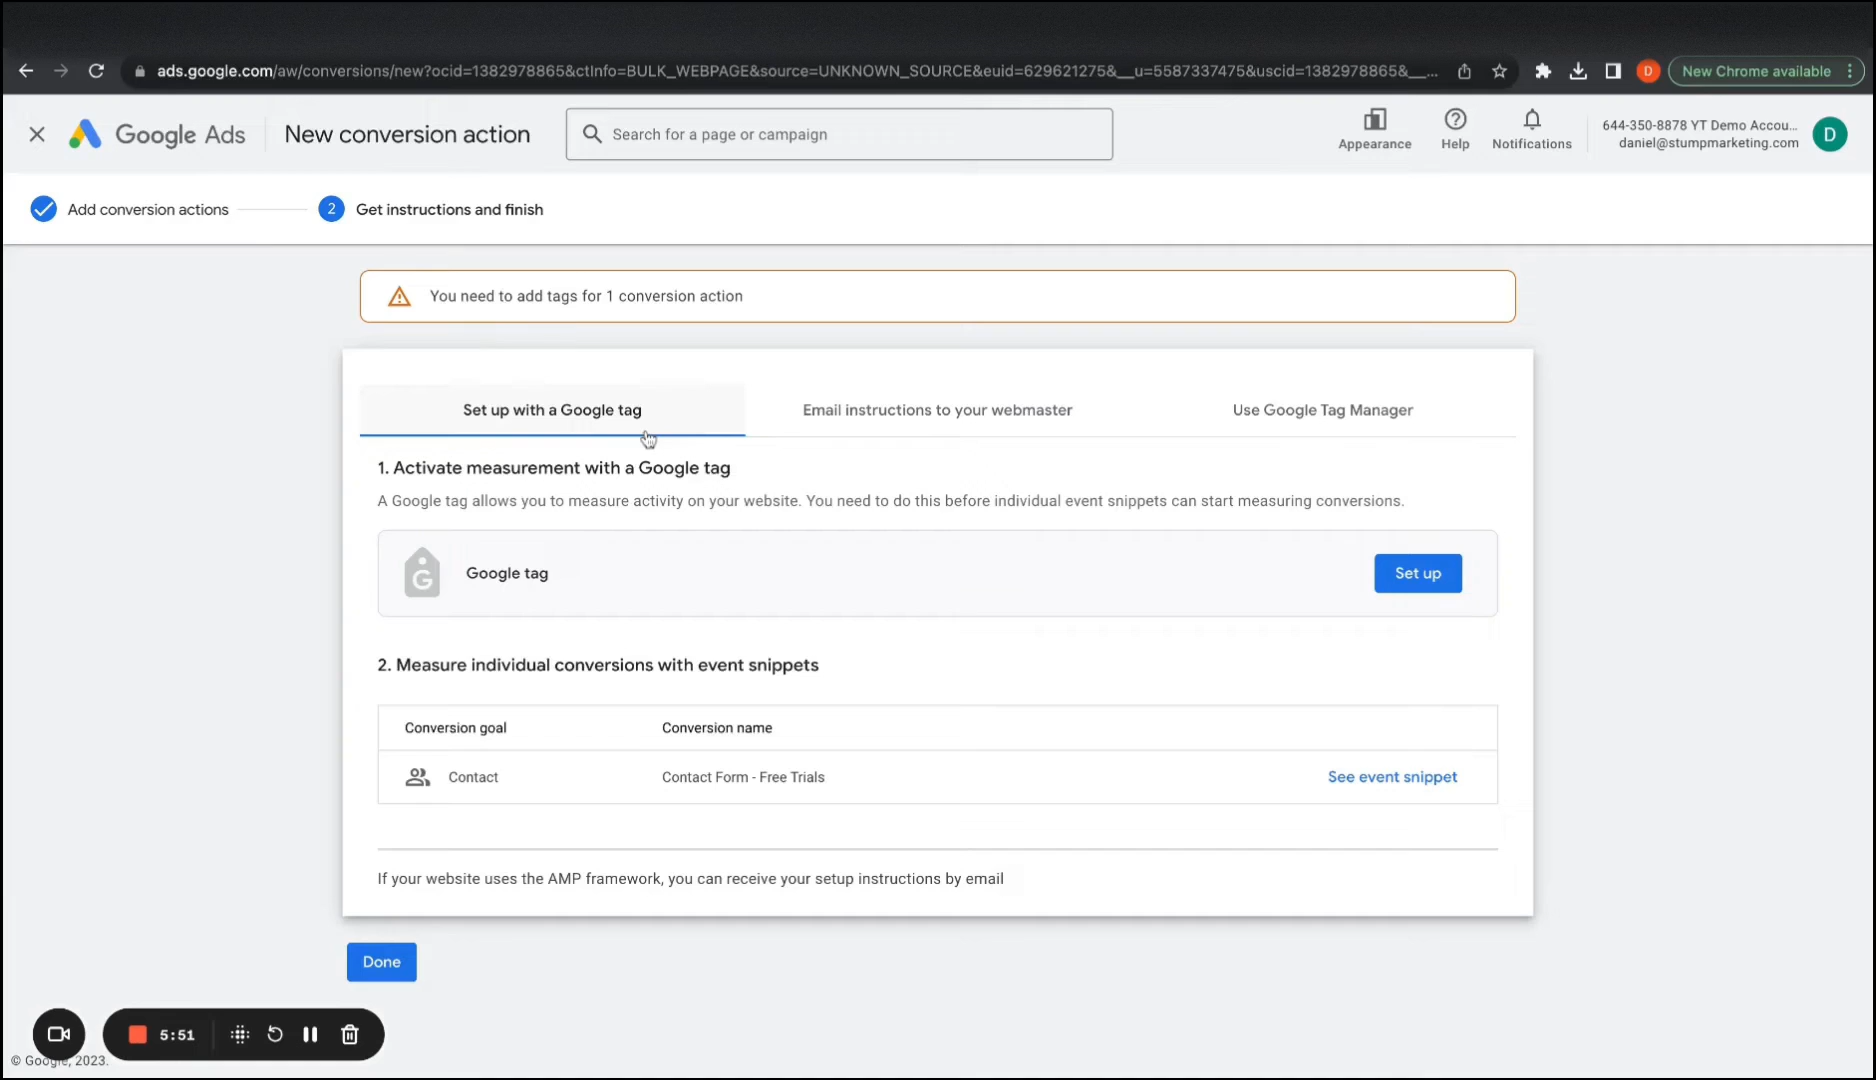 ads.google.com/aw/conversions/new?ocid=1382978865&ctInfo=BULK_WEBPAGE&source=UNKNOWN_SOURCE&euid=629621275&__u=5587337475&uscid=1382978865&__...
D
New Chrome available
Google Ads
New conversion action
Search for a page or campaign
Appearance
Help
Notifications
644-350-8878 YT Demo Accou...
daniel@stumpmarketing.com
D
Add conversion actions
2
Get instructions and finish
You need to add tags for 1 conversion action
Set up with a Google tag
Email instructions to your webmaster
Use Google Tag Manager
1. Activate measurement with a Google tag
A Google tag allows you to measure activity on your website. You need to do this before individual event snippets can start measuring conversions.
G
Google tag
Set up
2. Measure individual conversions with event snippets
Conversion goal
Conversion name
Contact
Contact Form - Free Trials
See event snippet
If your website uses the AMP framework, you can receive your setup instructions by email
Done
5:51
© Google, 2023.